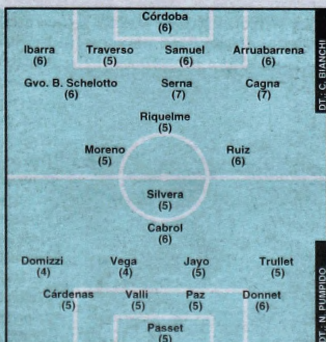 Córdoba
(6)
Ibarra Traverso Samuel Arruabarrena
(6) (5) (6) (6)
Gvo. B. Schelotto Serna Cagna
(6) (7) (7)
DT.: C. BIANCHI
Riquelme
(5)
Moreno Ruiz
(5) (6)
Silvera
(5)
Cabrol
(6)
Domizzi Vega Jayo Trullet
(4) (4) (5) (5)
Cárdenas Valli Paz Donnet
(5) (5) (5) (6)
DT.: N. PUMPIDO
Passet
(5)